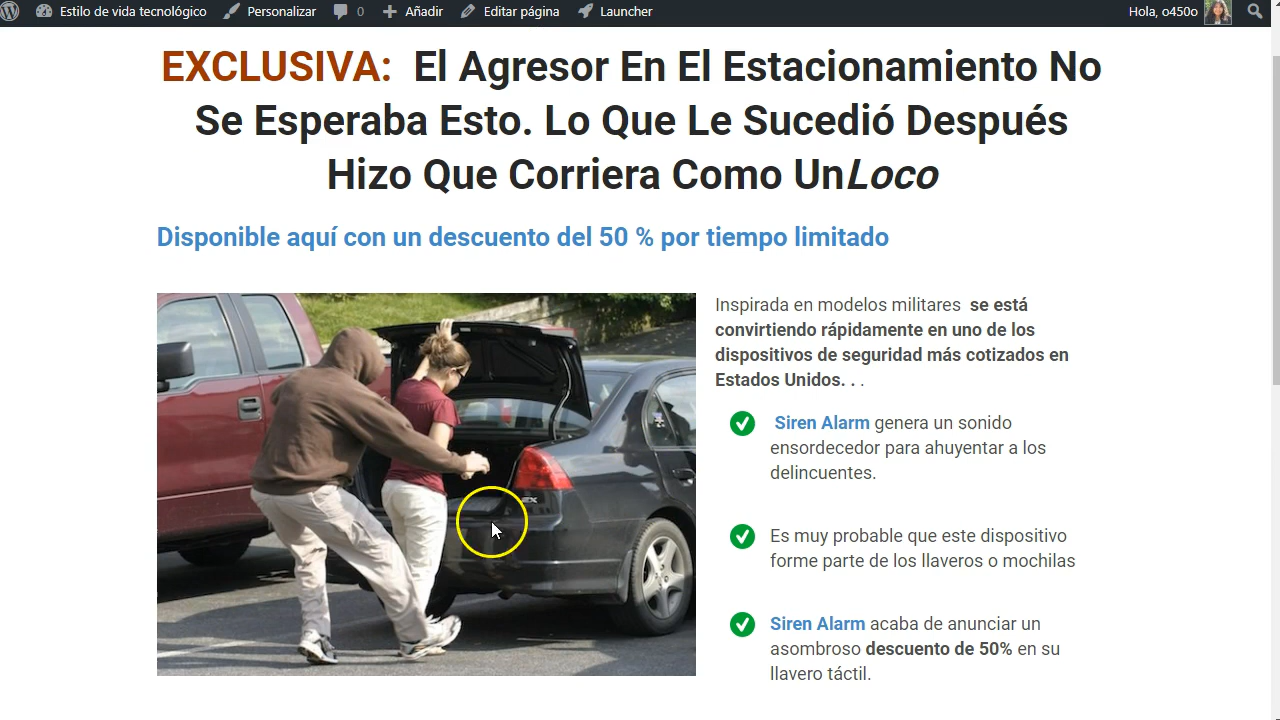 Estilo de vida tecnológico Personalizar 0 Añadir Editar página Launcher Hola, o450o
EXCLUSIVA: El Agresor En El Estacionamiento No
Se Esperaba Esto. Lo Que Le Sucedió Después
Hizo Que Corriera Como UnLoco
Disponible aquí con un descuento del 50 % por tiempo limitado
Inspirada en modelos militares se está
convirtiendo rápidamente en uno de los
dispositivos de seguridad más cotizados en
Estados Unidos. . .
Siren Alarm genera un sonido
ensordecedor para ahuyentar a los
delincuentes.
Es muy probable que este dispositivo
forme parte de los llaveros o mochilas
Siren Alarm acaba de anunciar un
asombroso descuento de 50% en su
llavero táctil.
EX